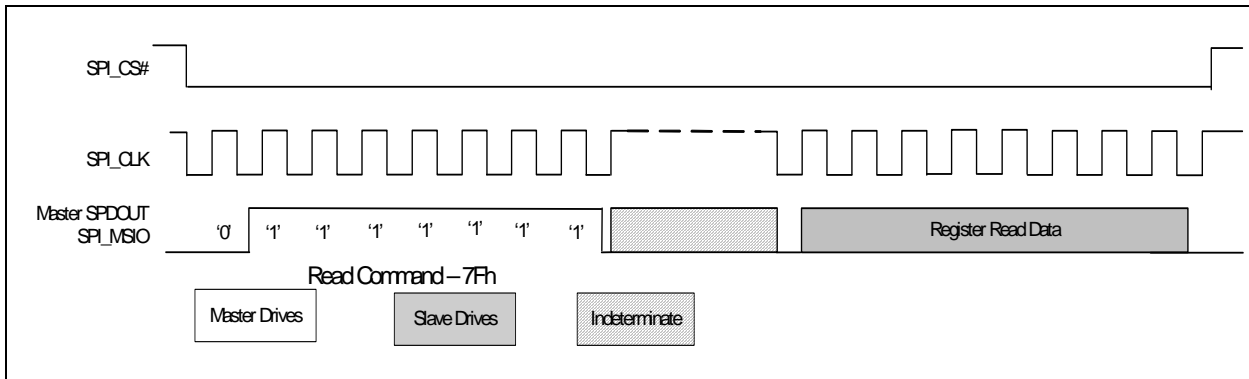 SPI_CS#
SPI_CLK
Master SPDOUT
SPI_MSIO
'0' '1' '1' '1' '1' '1' '1' '1'
Register Read Data
Read Command – 7Fh
Master Drives
Slave Drives
Indeterminate